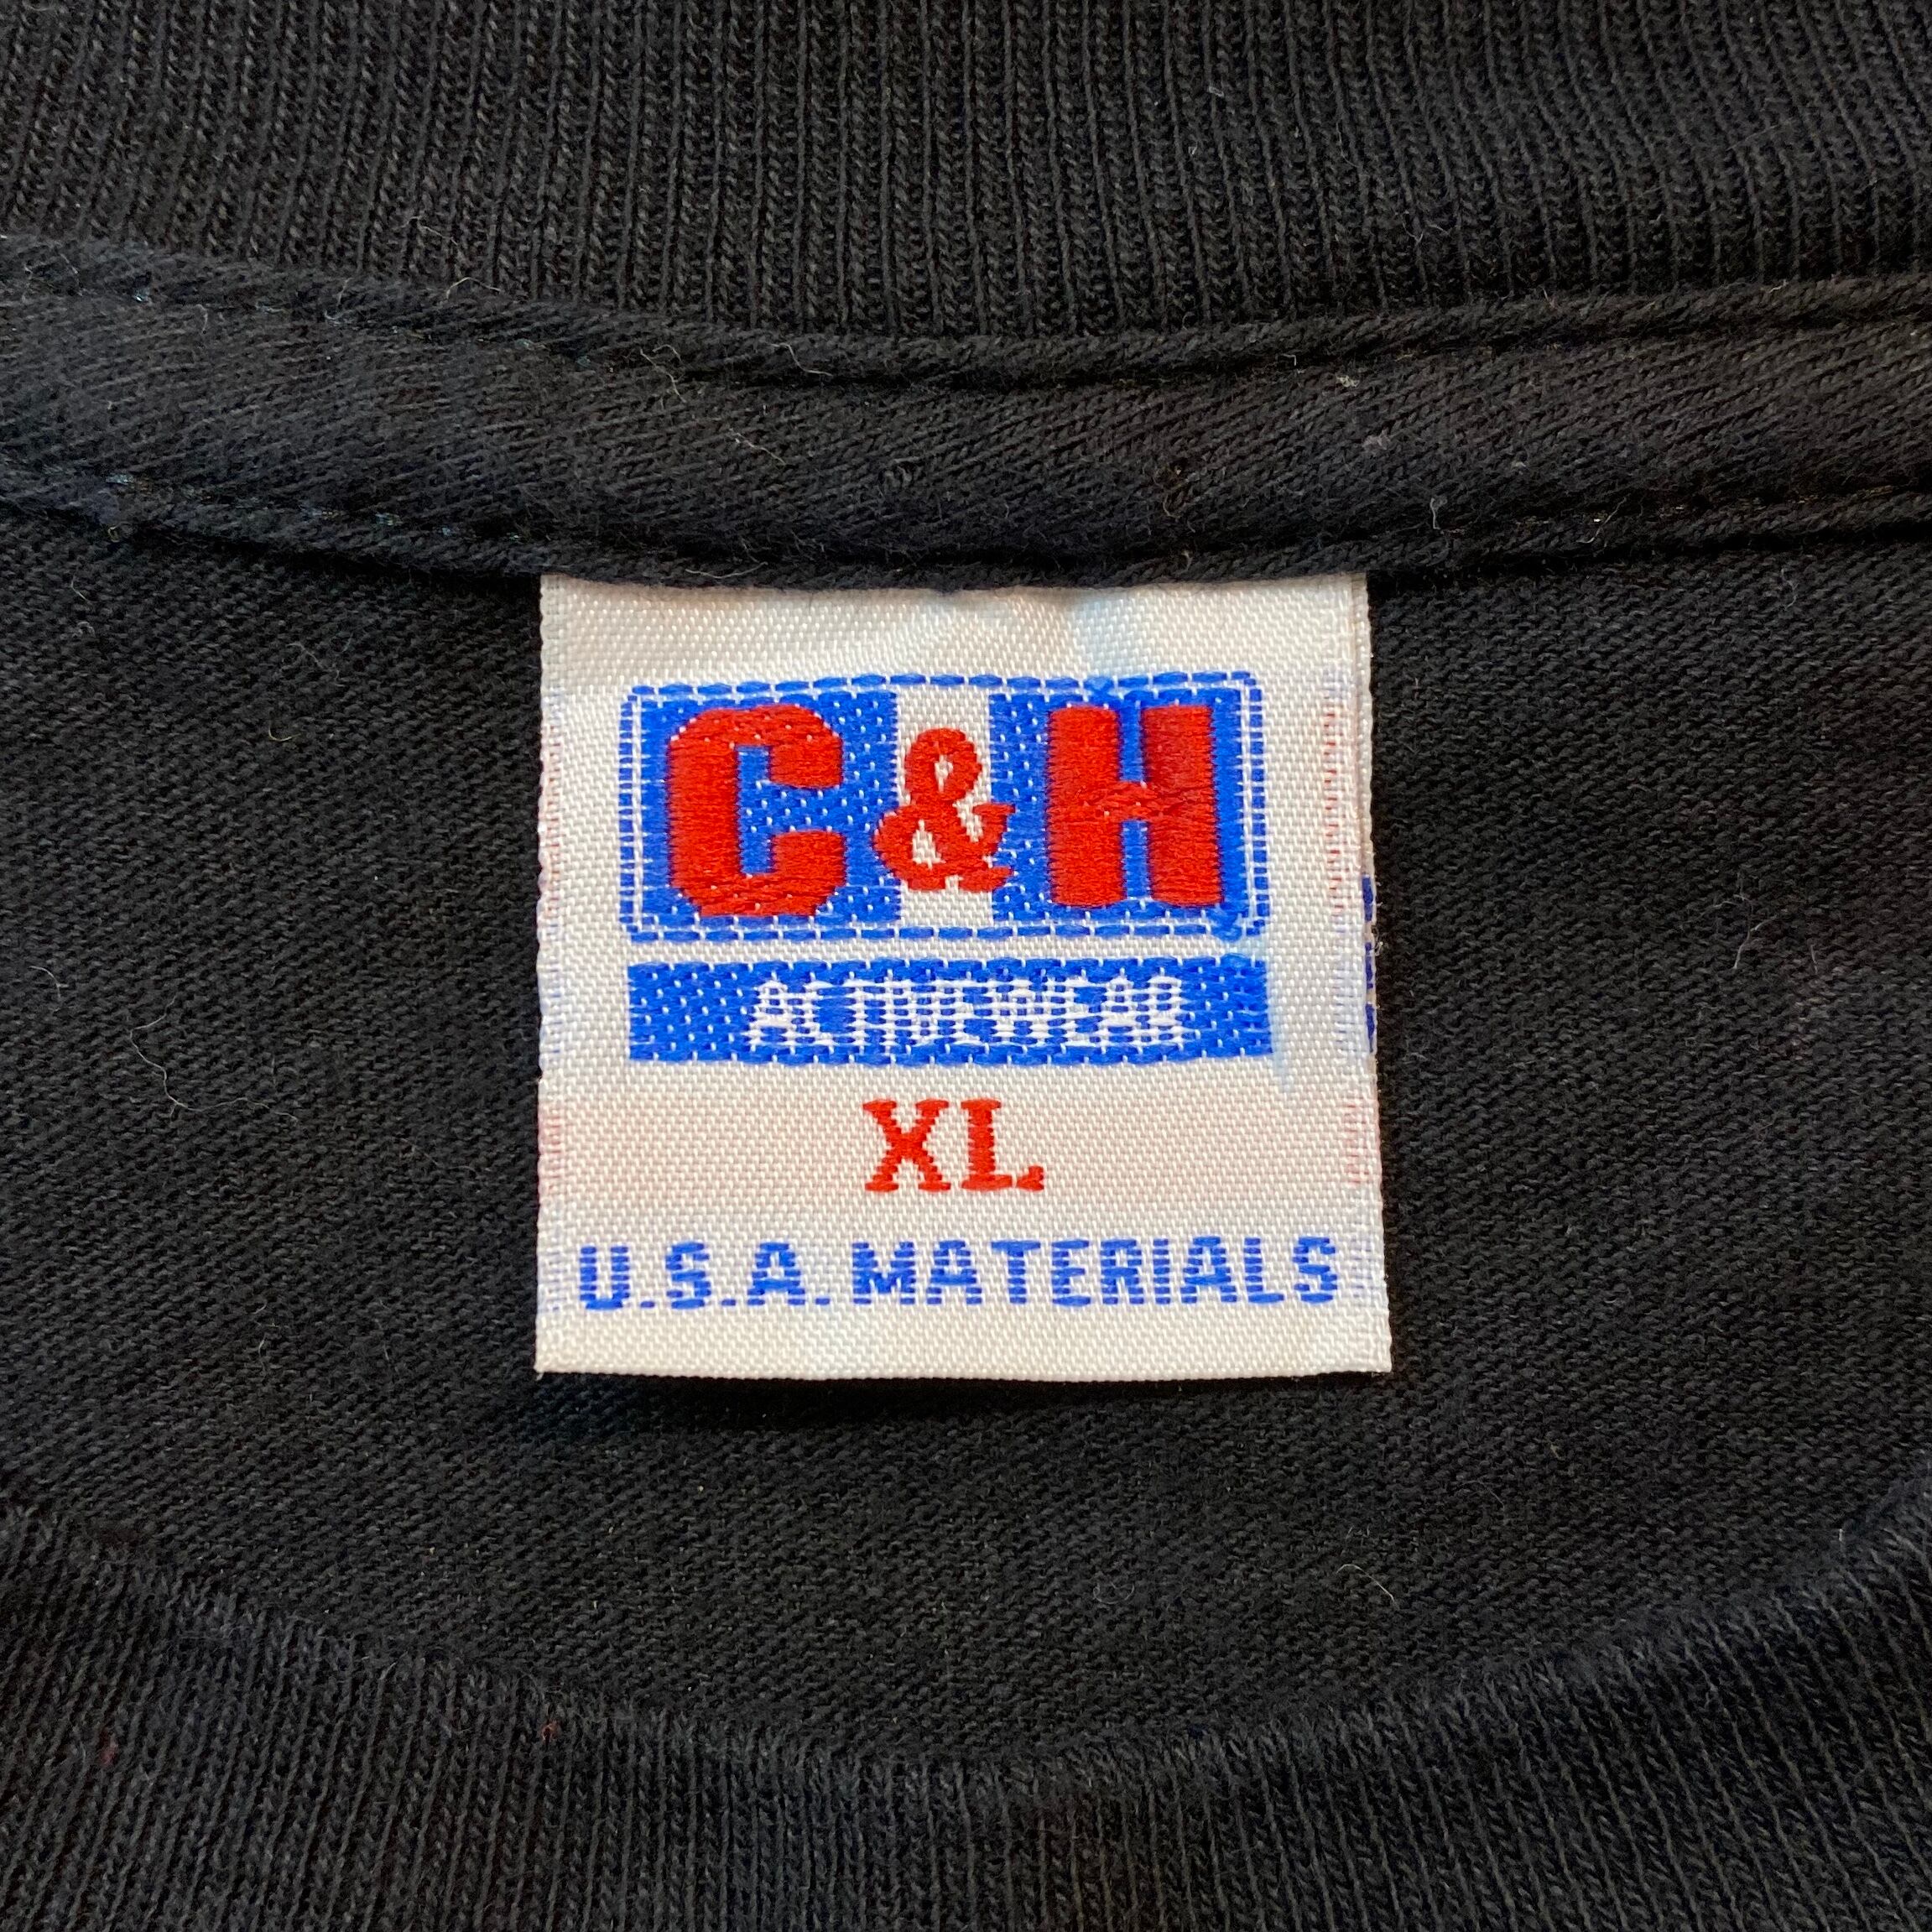 C&H
ACTIVEWEAR
XL
U.S.A. MATERIALS